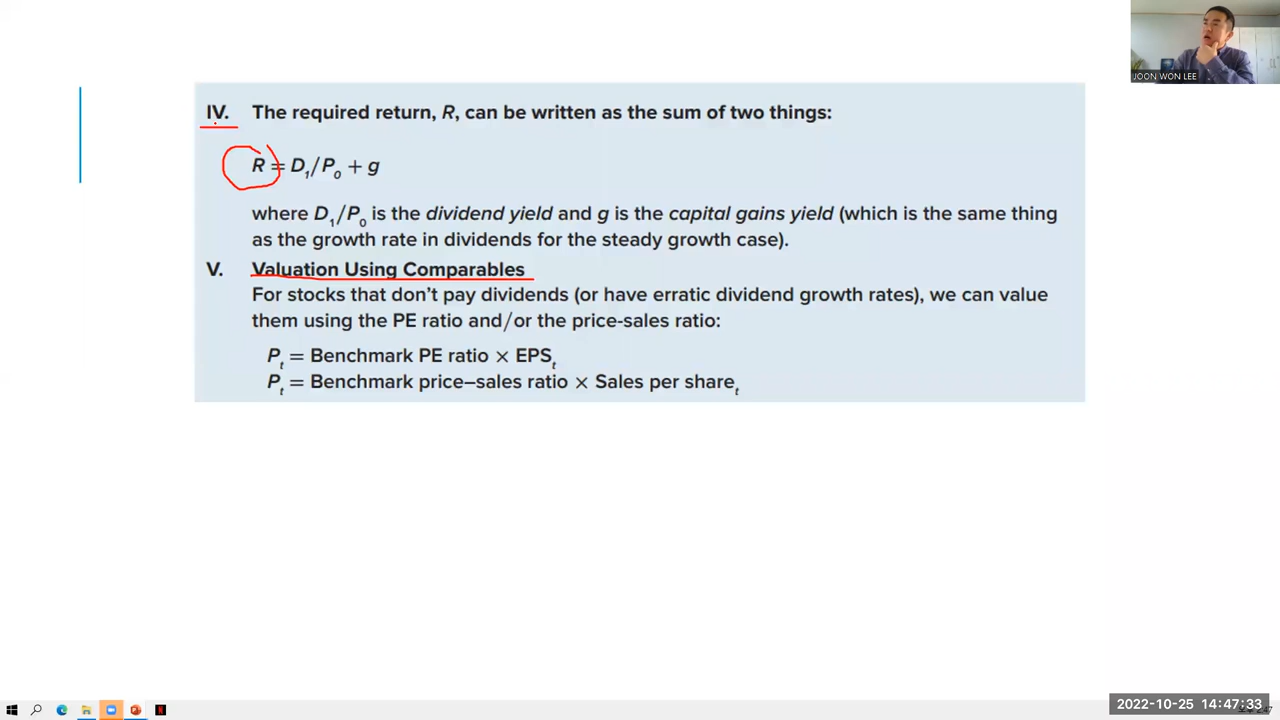 JOON WON LEE
IV. The required return, R, can be written as the sum of two things:
R = D₁/P₀ + g
where D₁/P₀ is the dividend yield and g is the capital gains yield (which is the same thing
as the growth rate in dividends for the steady growth case).
V. Valuation Using Comparables
For stocks that don't pay dividends (or have erratic dividend growth rates), we can value
them using the PE ratio and/or the price-sales ratio:
Pₜ = Benchmark PE ratio × EPSₜ
Pₜ = Benchmark price–sales ratio × Sales per shareₜ
2022-10-25 14:47:33